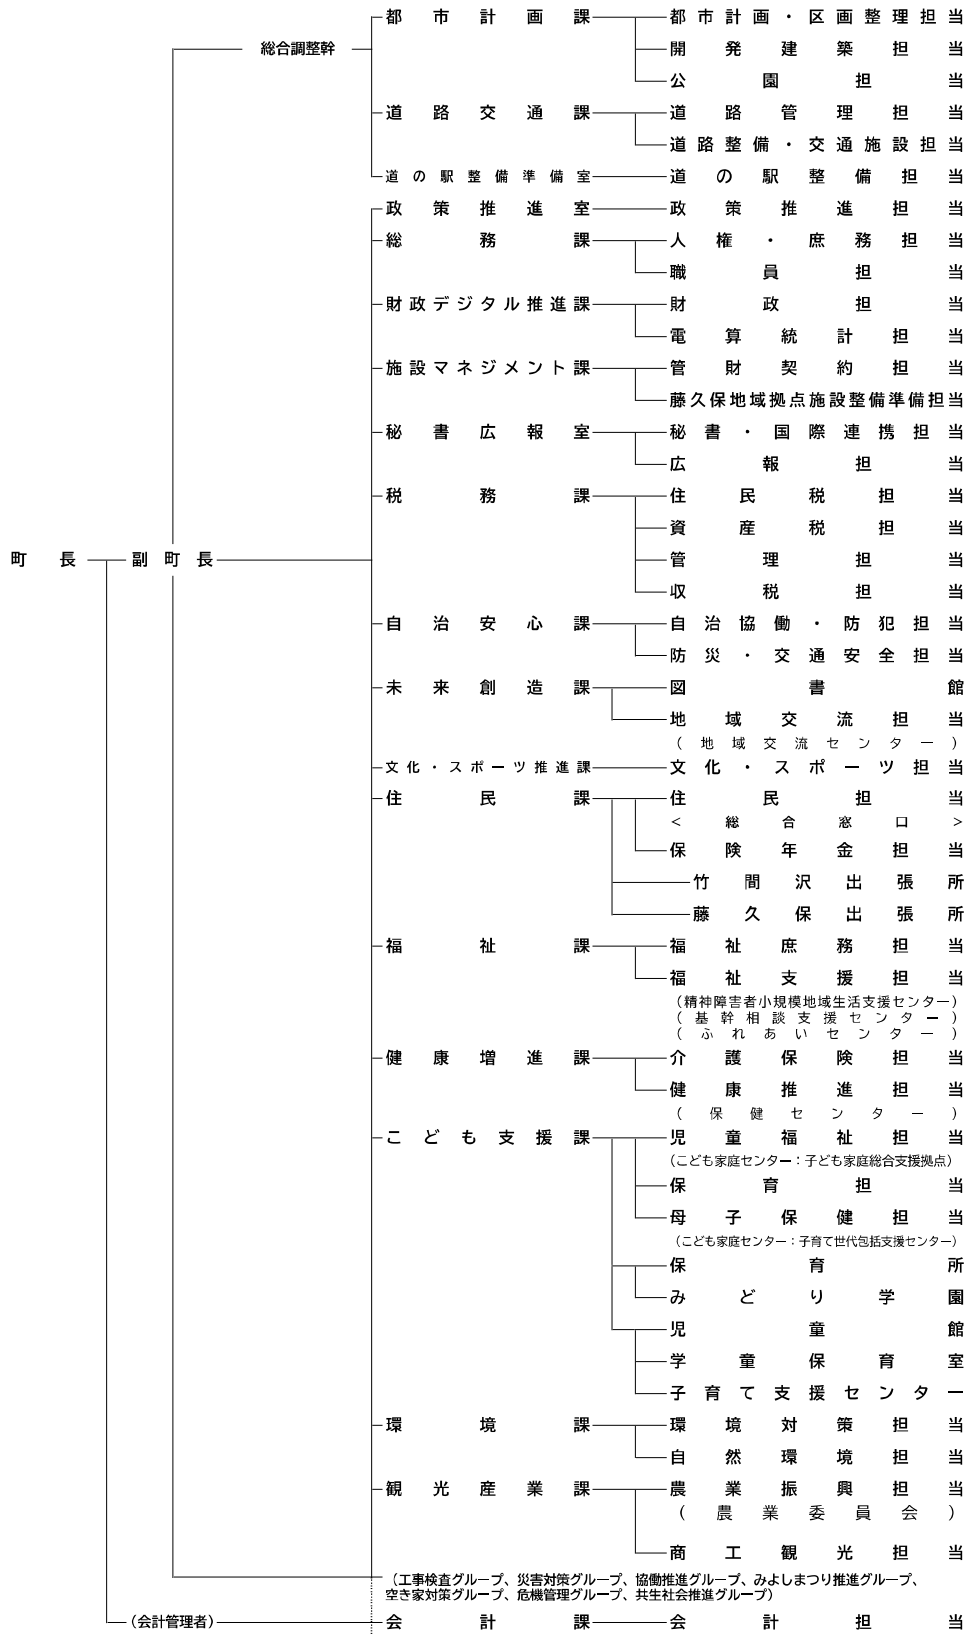 都市計画課 都市計画・区画整理担当
総合調整幹 開発建築担当
公園担当
道路交通課 道路管理担当
道路整備・交通施設担当
道の駅整備準備室 道の駅整備担当
政策推進室 政策推進担当
総務課 人権・庶務担当
職員担当
財政デジタル推進課 財政担当
電算統計担当
施設マネジメント課 管財契約担当
藤久保地域拠点施設整備準備担当
秘書広報室 秘書・国際連携担当
広報担当
税務課 住民税担当
資産税担当
町長 副町長 管理担当
収税担当
自治安心課 自治協働・防犯担当
防災・交通安全担当
未来創造課 図書館
地域交流担当
(地域交流センター)
文化・スポーツ推進課 文化・スポーツ担当
住民課 住民担当
<総合窓口>
保険年金担当
竹間沢出張所
藤久保出張所
福祉課 福祉庶務担当
福祉支援担当
(精神障害者小規模地域生活支援センター)
(基幹相談支援センター)
(ふれあいセンター)
健康増進課 介護保険担当
健康推進担当
(保健センター)
こども支援課 児童福祉担当
(こども家庭センター:子ども家庭総合支援拠点)
保育担当
母子保健担当
(こども家庭センター:子育て世代包括支援センター)
保育所
みどり学園
児童館
学童保育室
子育て支援センター
環境課 環境対策担当
自然環境担当
観光産業課 農業振興担当
(農業委員会)
商工観光担当
(工事検査グループ、災害対策グループ、協働推進グループ、みよしまつり推進グループ、
空き家対策グループ、危機管理グループ、共生社会推進グループ)
(会計管理者) 会計課 会計担当